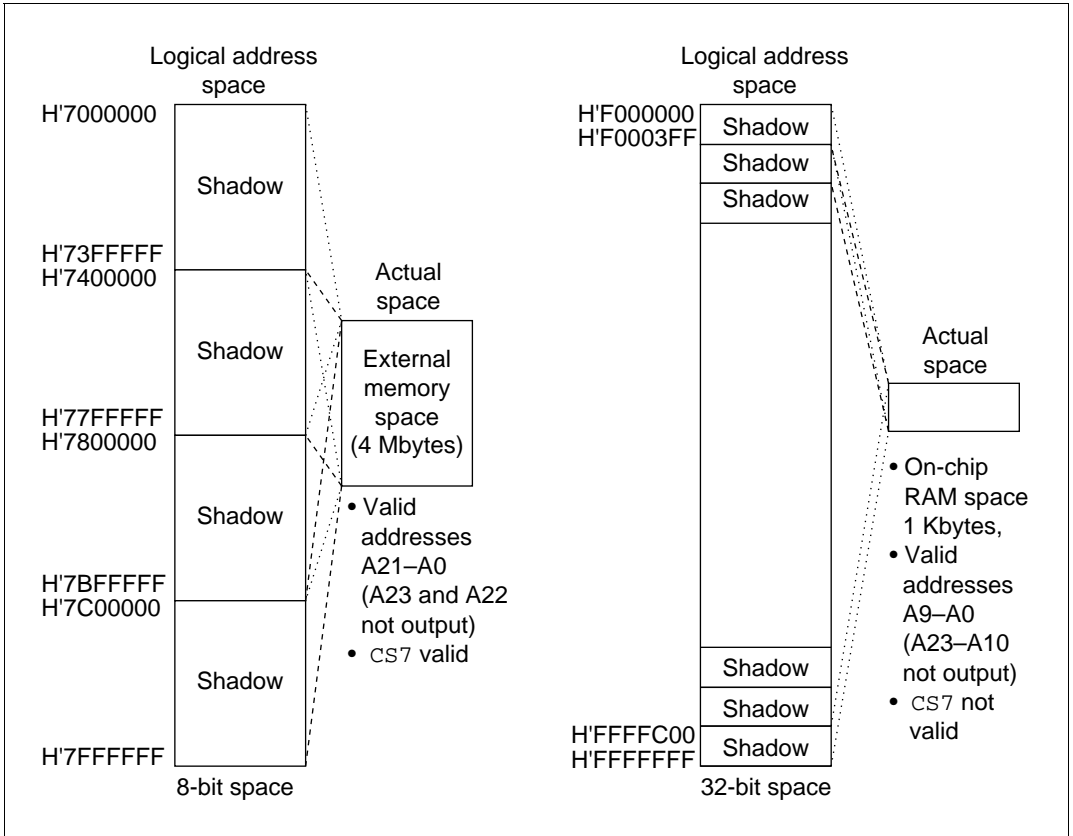 Logical address
space
H'7000000
Shadow
H'73FFFFF
H'7400000
Shadow
H'77FFFFF
H'7800000
Shadow
H'7BFFFFF
H'7C00000
Shadow
H'7FFFFFF
8-bit space
Actual
space
External
memory
space
(4 Mbytes)
• Valid
addresses
A21–A0
(A23 and A22
not output)
• CS7 valid
Logical address
space
H'F000000
H'F0003FF
Shadow
Shadow
Shadow
Shadow
Shadow
H'FFFFC00
Shadow
H'FFFFFFF
32-bit space
Actual
space
• On-chip
RAM space
1 Kbytes,
• Valid
addresses
A9–A0
(A23–A10
not output)
• CS7 not
valid